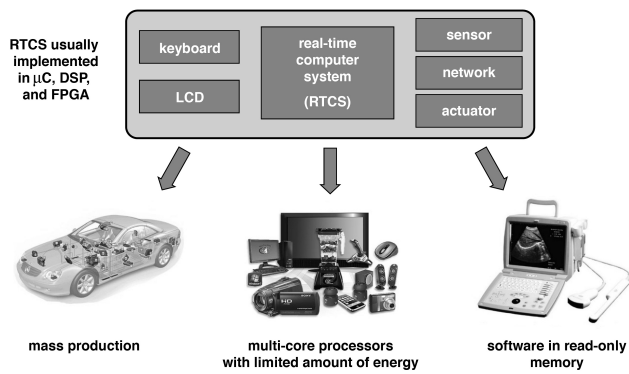 RTCS usually
implemented
in μC, DSP,
and FPGA
keyboard
LCD
real-time
computer
system
(RTCS)
sensor
network
actuator
HD
mass production
multi-core processors
with limited amount of energy
software in read-only
memory